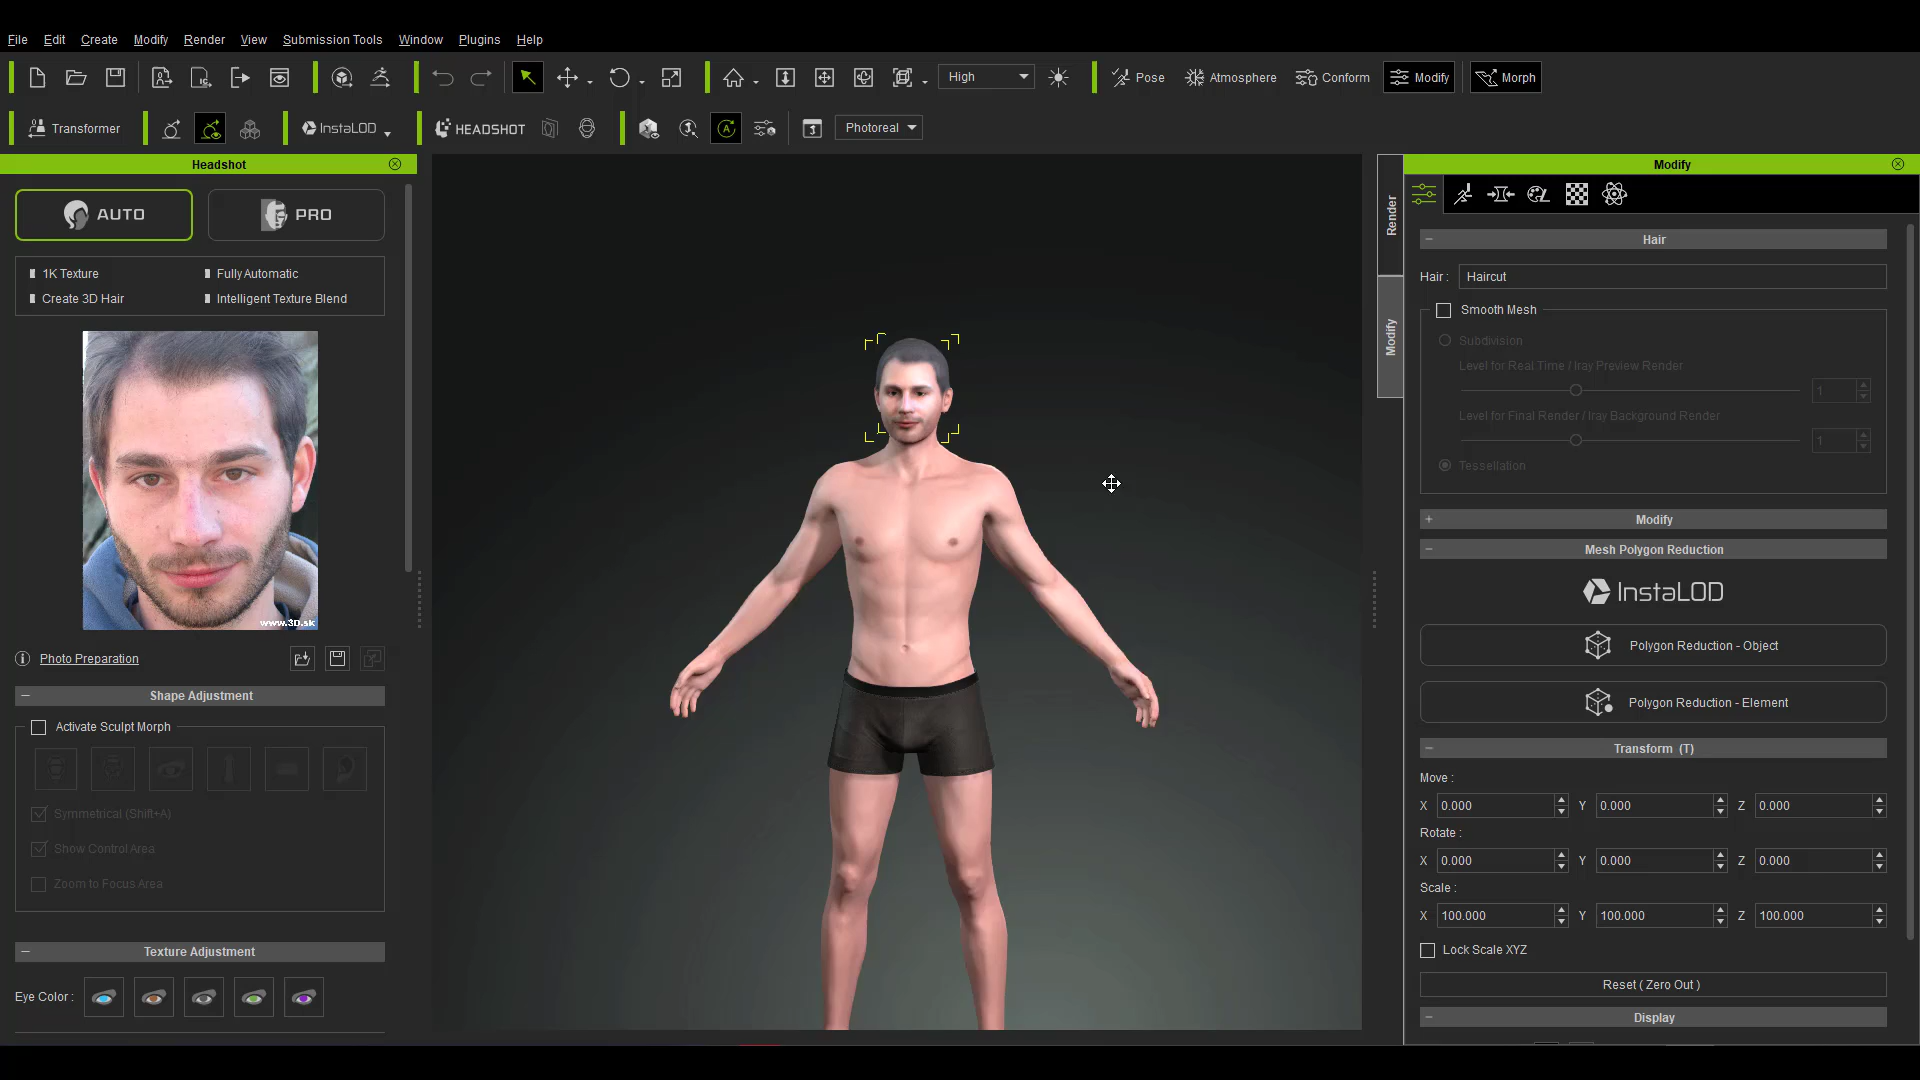 File Edit Create Modify Render View Submission Tools Window Plugins Help
High Pose Atmosphere Conform Modify Morph
Transformer InstaLOD HEADSHOT Photoreal
Headshot
AUTO PRO
1K Texture Fully Automatic
Create 3D Hair Intelligent Texture Blend
www.3D.sk
Photo Preparation
Shape Adjustment
Activate Sculpt Morph
Symmetrical (Shift+A)
Show Control Area
Zoom to Focus Area
Texture Adjustment
Eye Color :
Render
Modify
Modify
Hair
Hair : Haircut
Smooth Mesh
Subdivision
Level for Real Time / Iray Preview Render
1
Level for Final Render / Iray Background Render
1
Tessellation
Modify
Mesh Polygon Reduction
InstaLOD
Polygon Reduction - Object
Polygon Reduction - Element
Transform (T)
Move :
X 0.000 Y 0.000 Z 0.000
Rotate :
X 0.000 Y 0.000 Z 0.000
Scale :
X 100.000 Y 100.000 Z 100.000
Lock Scale XYZ
Reset ( Zero Out )
Display